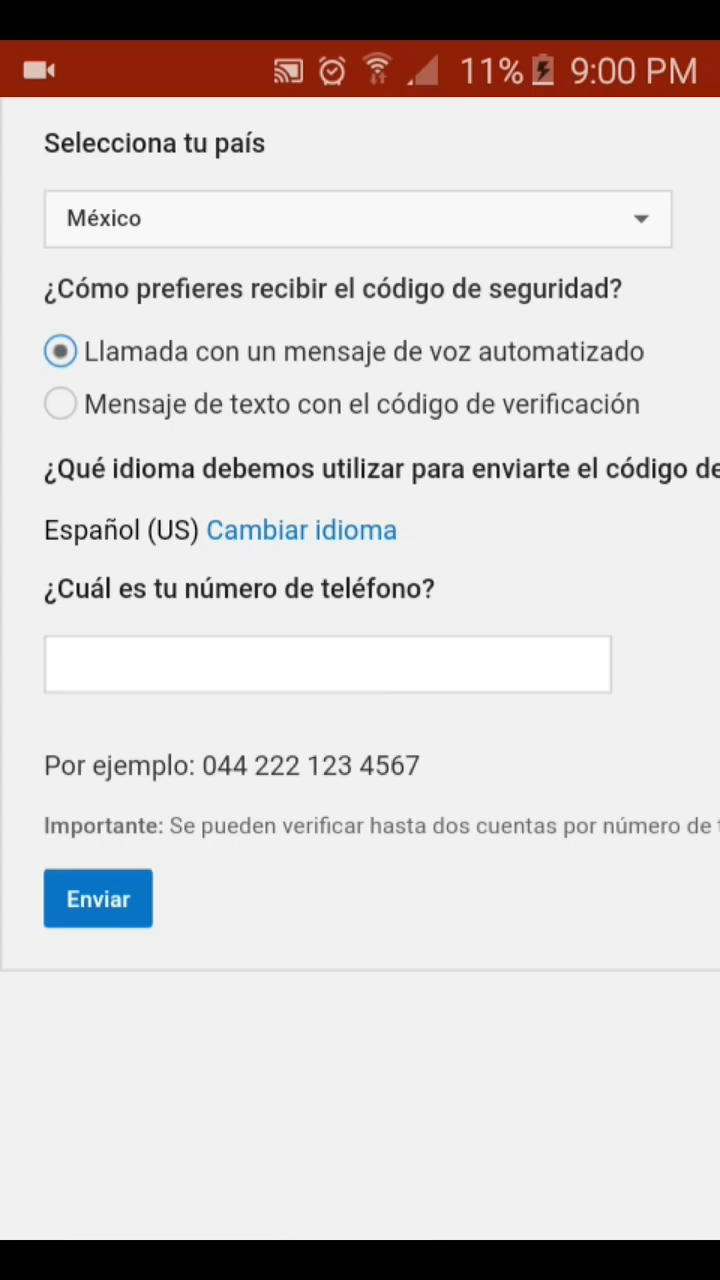 11% 9:00 PM
Selecciona tu país
México
¿Cómo prefieres recibir el código de seguridad?
Llamada con un mensaje de voz automatizado
Mensaje de texto con el código de verificación
¿Qué idioma debemos utilizar para enviarte el código de
Español (US) Cambiar idioma
¿Cuál es tu número de teléfono?
Por ejemplo: 044 222 123 4567
Importante: Se pueden verificar hasta dos cuentas por número de
Enviar